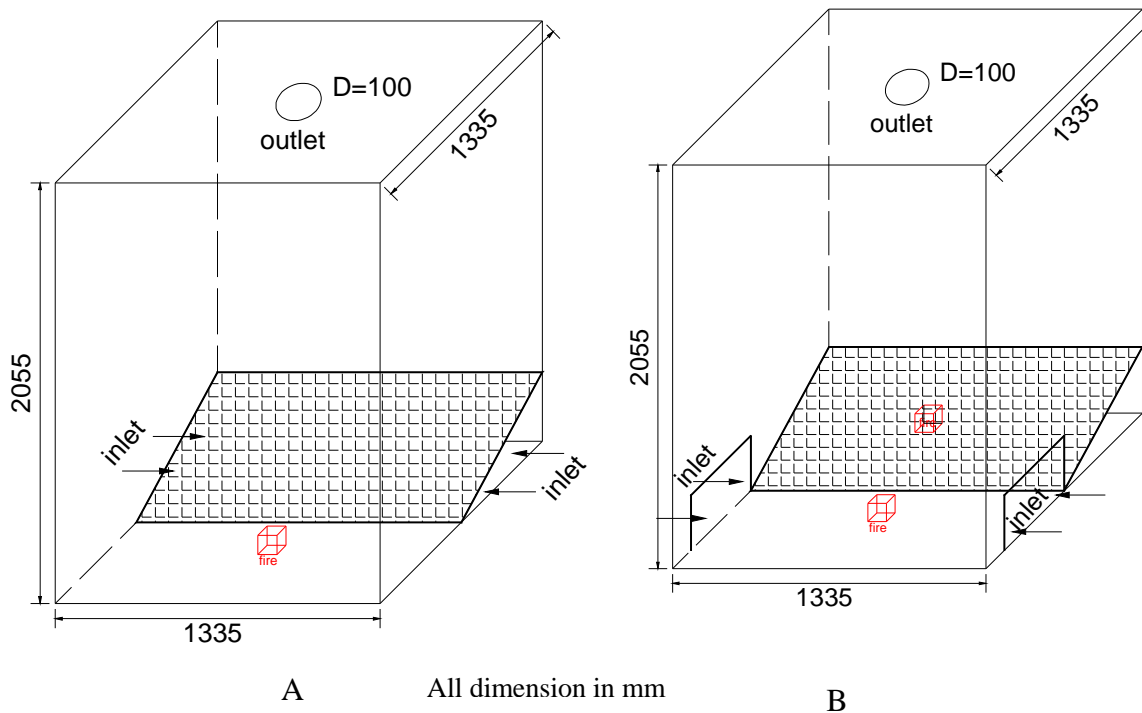 D=100
outlet
1335
2055
inlet
inlet
fire
1335
A
D=100
outlet
1335
2055
fire
inlet
inlet
fire
1335
B
All dimension in mm